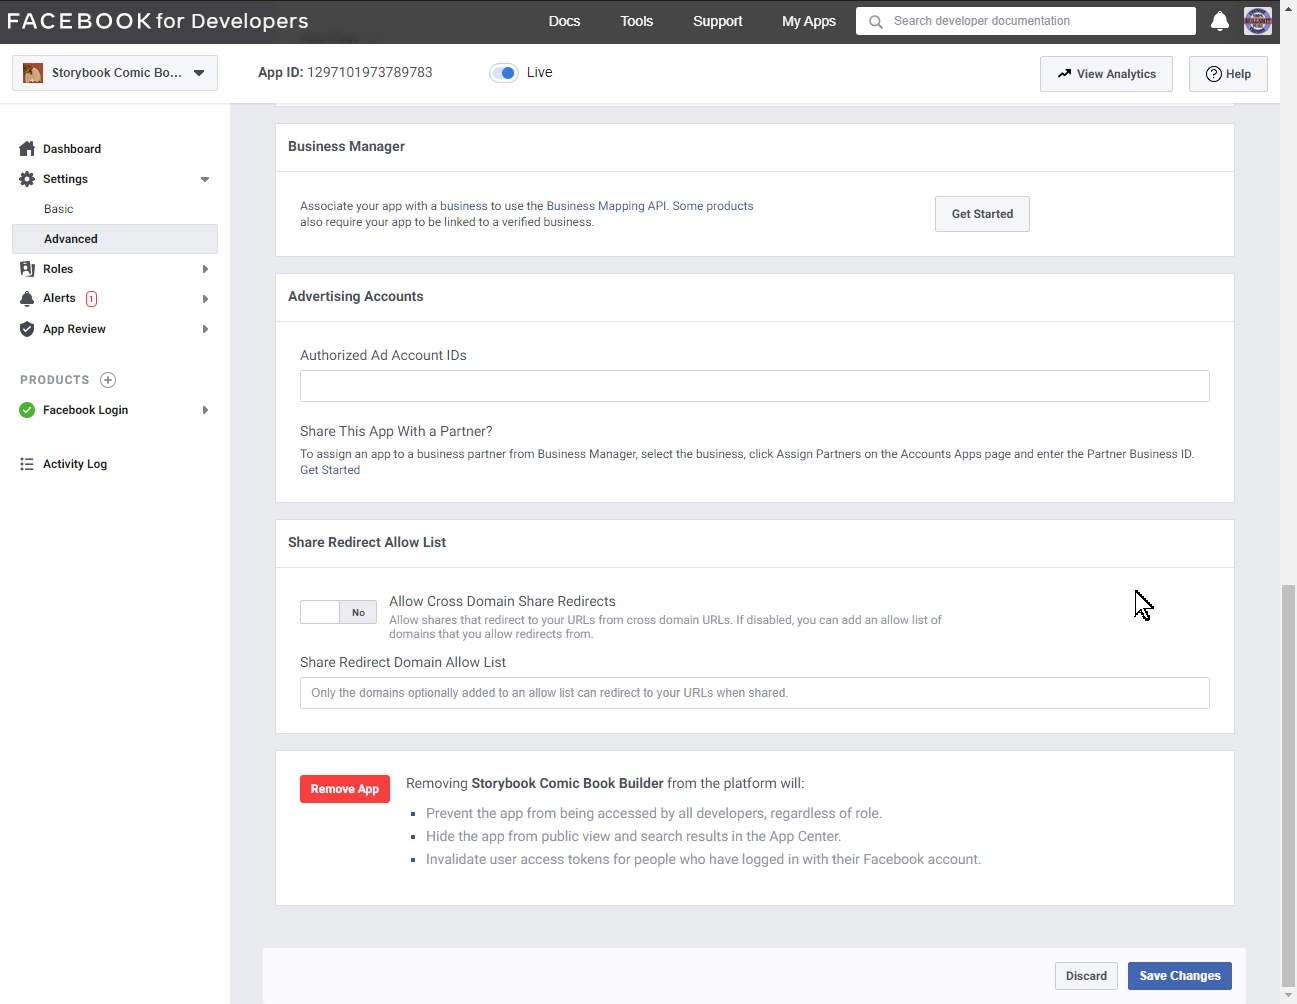 FACEBOOK for Developers
Docs
Tools
Support
My Apps
Search developer documentation
Storybook Comic Bo...
App ID: 1297101973789783
Live
View Analytics
Help
Dashboard
Settings
Basic
Advanced
Roles
Alerts 1
App Review
PRODUCTS
Facebook Login
Activity Log
Business Manager
Associate your app with a business to use the Business Mapping API. Some products
also require your app to be linked to a verified business.
Get Started
Advertising Accounts
Authorized Ad Account IDs
Share This App With a Partner?
To assign an app to a business partner from Business Manager, select the business, click Assign Partners on the Accounts Apps page and enter the Partner Business ID.
Get Started
Share Redirect Allow List
No
Allow Cross Domain Share Redirects
Allow shares that redirect to your URLs from cross domain URLs. If disabled, you can add an allow list of
domains that you allow redirects from.
Share Redirect Domain Allow List
Only the domains optionally added to an allow list can redirect to your URLs when shared.
Remove App
Removing Storybook Comic Book Builder from the platform will:
Prevent the app from being accessed by all developers, regardless of role.
Hide the app from public view and search results in the App Center.
Invalidate user access tokens for people who have logged in with their Facebook account.
Discard
Save Changes